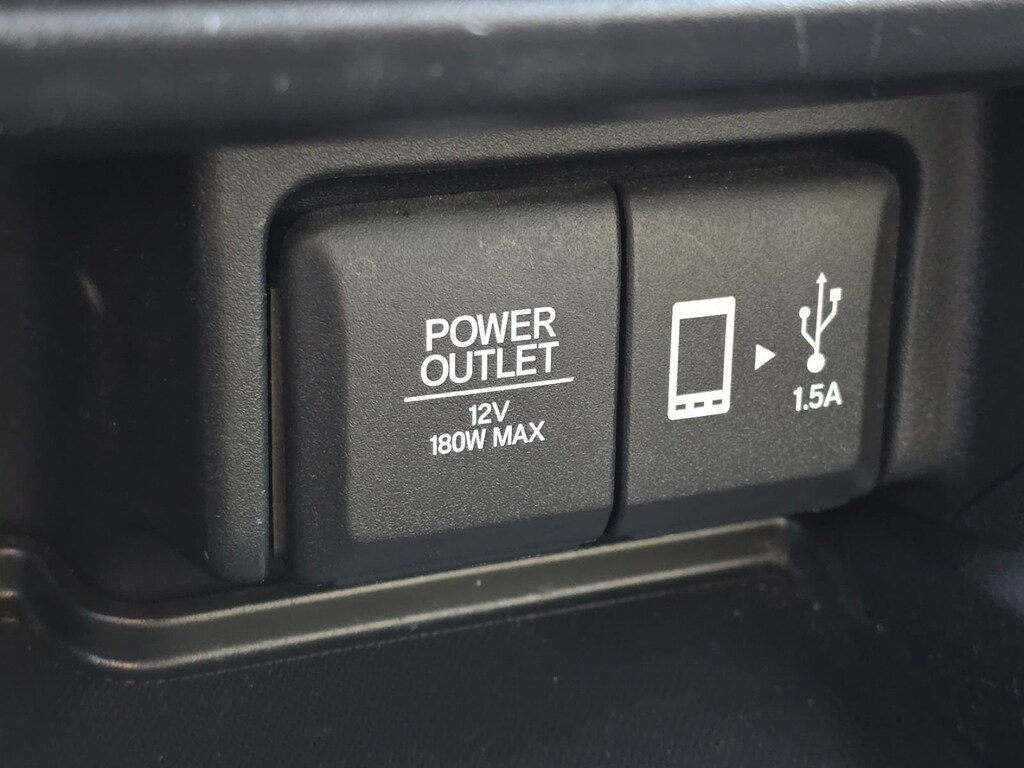 POWER
OUTLET
12V
180W MAX
1.5A